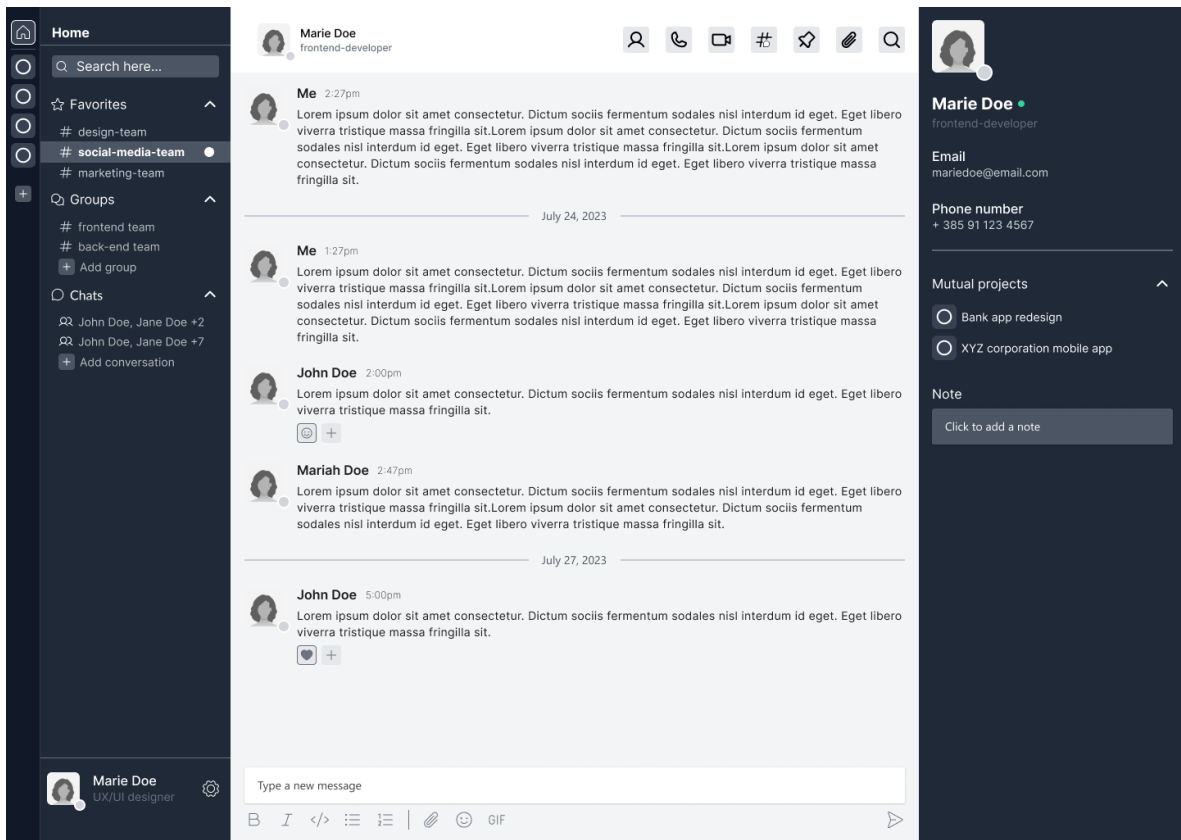 Home
Search here...
Favorites
# design-team
# social-media-team
# marketing-team
Groups
# frontend team
# back-end team
+ Add group
Chats
John Doe, Jane Doe +2
John Doe, Jane Doe +7
+ Add conversation
Marie Doe
UX/UI designer
Marie Doe
frontend-developer
Me 2:27pm
Lorem ipsum dolor sit amet consectetur. Dictum sociis fermentum sodales nisl interdum id eget. Eget libero
viverra tristique massa fringilla sit.Lorem ipsum dolor sit amet consectetur. Dictum sociis fermentum
sodales nisl interdum id eget. Eget libero viverra tristique massa fringilla sit.Lorem ipsum dolor sit amet
consectetur. Dictum sociis fermentum sodales nisl interdum id eget. Eget libero viverra tristique massa
fringilla sit.
July 24, 2023
Me 1:27pm
Lorem ipsum dolor sit amet consectetur. Dictum sociis fermentum sodales nisl interdum id eget. Eget libero
viverra tristique massa fringilla sit.Lorem ipsum dolor sit amet consectetur. Dictum sociis fermentum
sodales nisl interdum id eget. Eget libero viverra tristique massa fringilla sit.Lorem ipsum dolor sit amet
consectetur. Dictum sociis fermentum sodales nisl interdum id eget. Eget libero viverra tristique massa
fringilla sit.
John Doe 2:00pm
Lorem ipsum dolor sit amet consectetur. Dictum sociis fermentum sodales nisl interdum id eget. Eget libero
viverra tristique massa fringilla sit.
Mariah Doe 2:47pm
Lorem ipsum dolor sit amet consectetur. Dictum sociis fermentum sodales nisl interdum id eget. Eget libero
viverra tristique massa fringilla sit.Lorem ipsum dolor sit amet consectetur. Dictum sociis fermentum
sodales nisl interdum id eget. Eget libero viverra tristique massa fringilla sit.
July 27, 2023
John Doe 5:00pm
Lorem ipsum dolor sit amet consectetur. Dictum sociis fermentum sodales nisl interdum id eget. Eget libero
viverra tristique massa fringilla sit.
Type a new message
B I </> GIF
Marie Doe
frontend-developer
Email
mariedoe@email.com
Phone number
+ 385 91 123 4567
Mutual projects
Bank app redesign
XYZ corporation mobile app
Note
Click to add a note